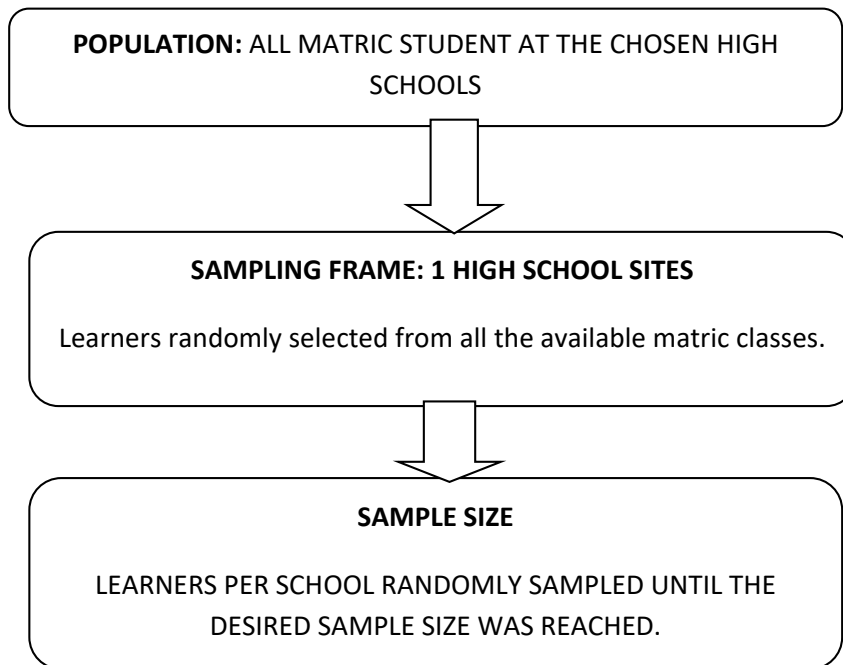 POPULATION: ALL MATRIC STUDENT AT THE CHOSEN HIGH
SCHOOLS
SAMPLING FRAME: 1 HIGH SCHOOL SITES
Learners randomly selected from all the available matric classes.
SAMPLE SIZE
LEARNERS PER SCHOOL RANDOMLY SAMPLED UNTIL THE
DESIRED SAMPLE SIZE WAS REACHED.